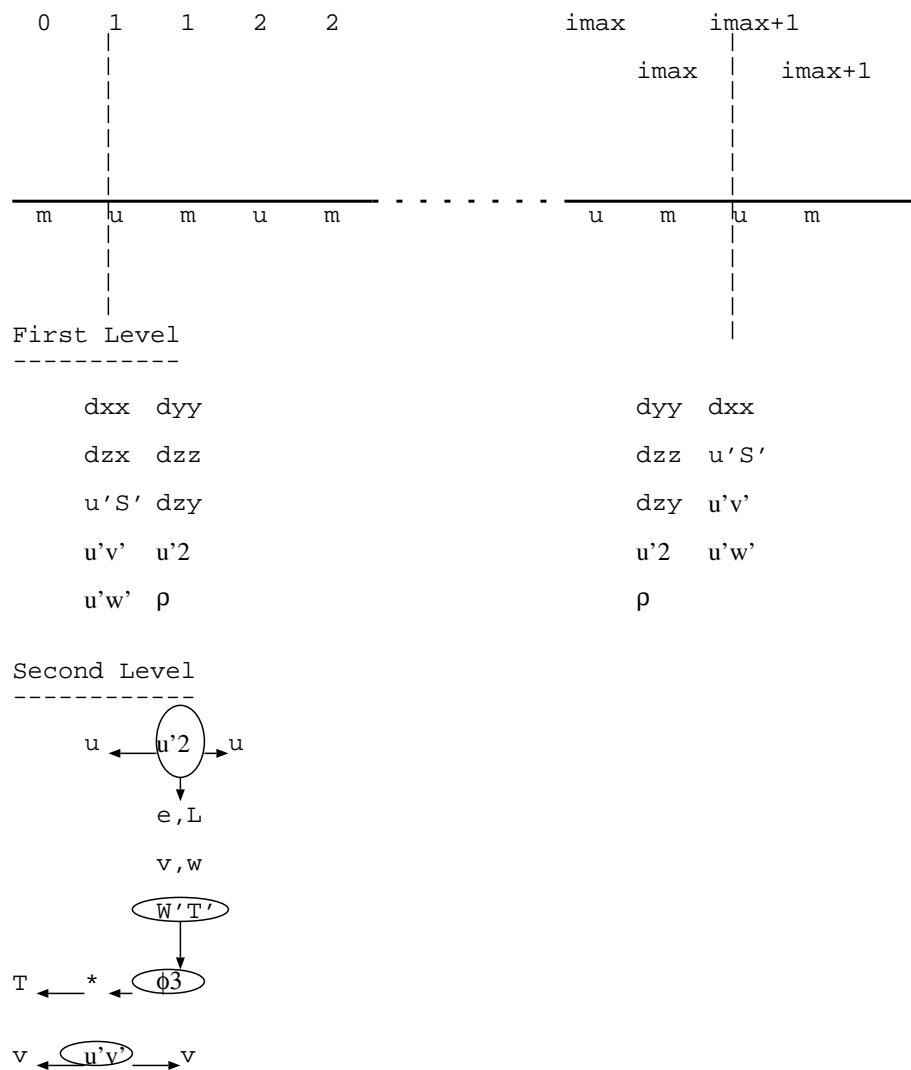 0 1 1 2 2 imax imax+1
imax imax+1
m u m u m u m u m
First Level
-----------
dxx dyy dyy dxx
dzx dzz dzz u'S'
u'S' dzy dzy u'v'
u'v' u'2 u'2 u'w'
u'w' ρ ρ
Second Level
------------
u u'2 u
e,L
v,w
W'T'
T * ϕ3
v u'v' v